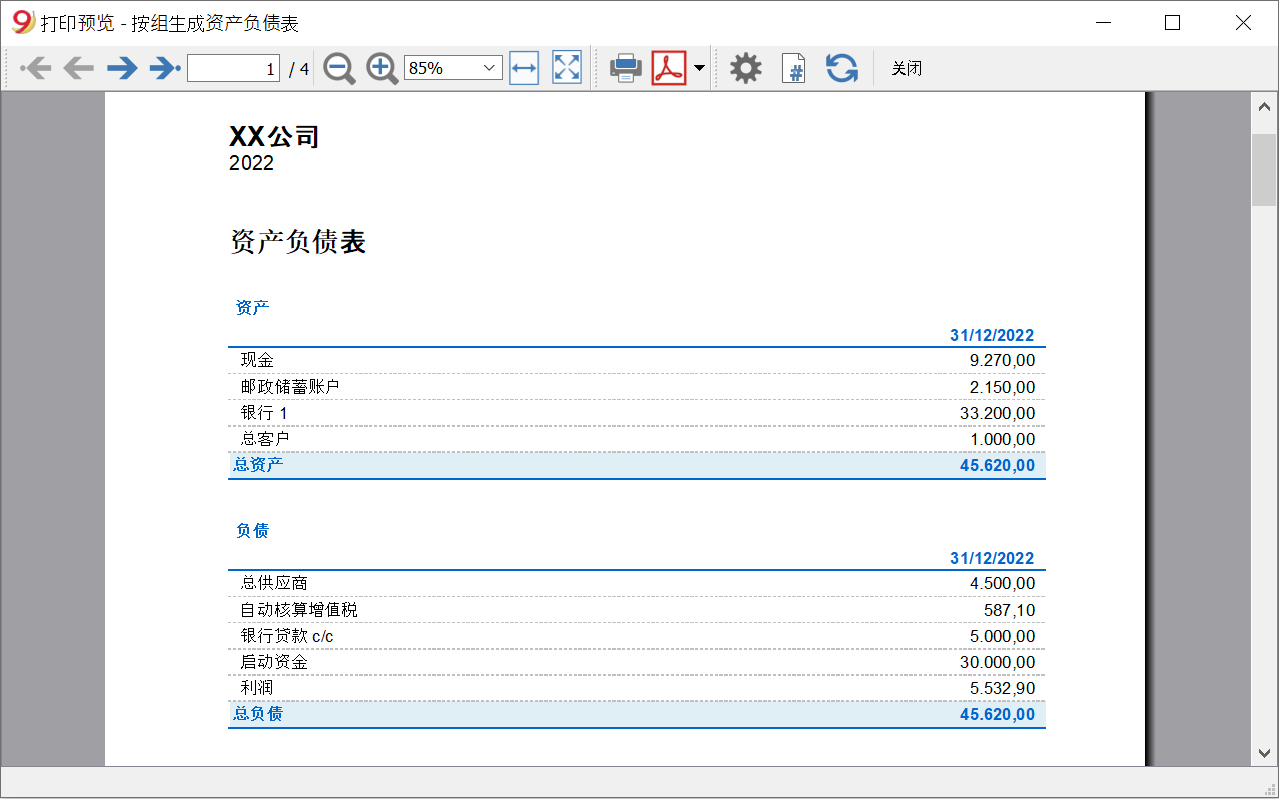 打印预览 - 按组生成资产负债表
1 / 4 85% 关闭
XX公司
2022
资产负债表
资产
31/12/2022
现金 9.270,00
邮政储蓄账户 2.150,00
银行 1 33.200,00
总客户 1.000,00
总资产 45.620,00
负债
31/12/2022
总供应商 4.500,00
自动核算增值税 587,10
银行贷款 c/c 5.000,00
启动资金 30.000,00
利润 5.532,90
总负债 45.620,00